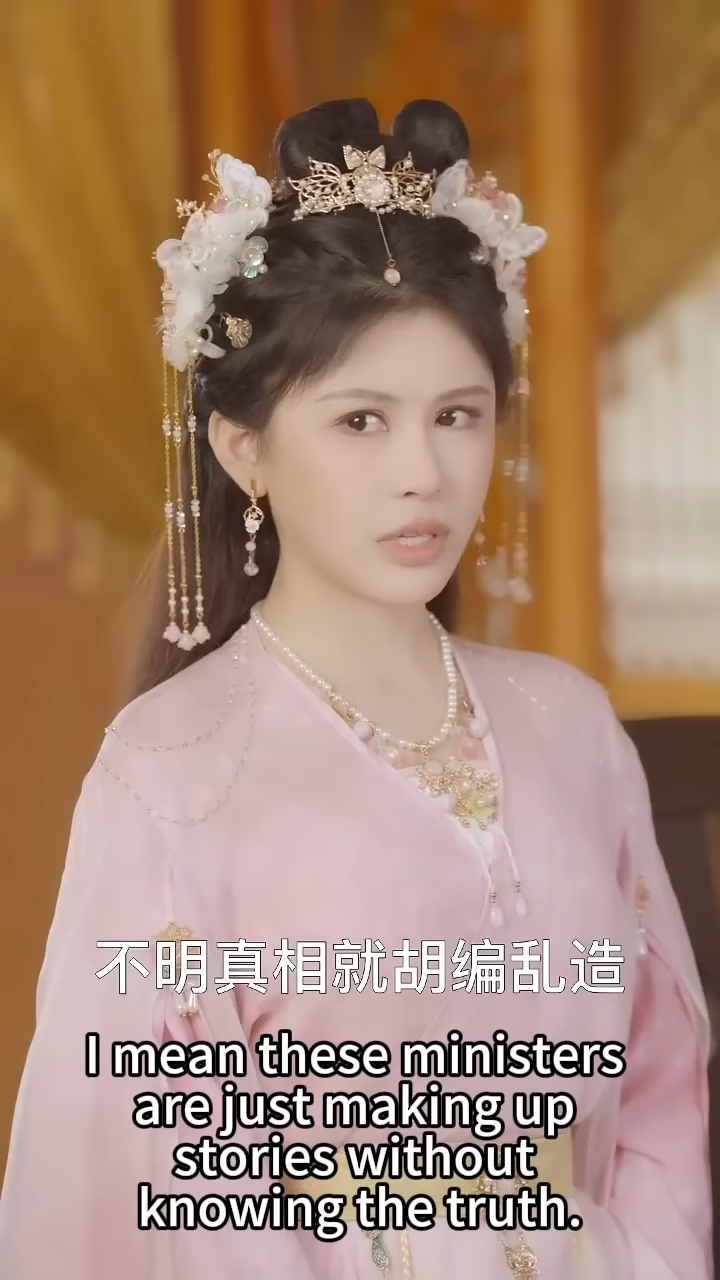 不明真相就胡编乱造
I mean these ministers
are just making up
stories without
knowing the truth.